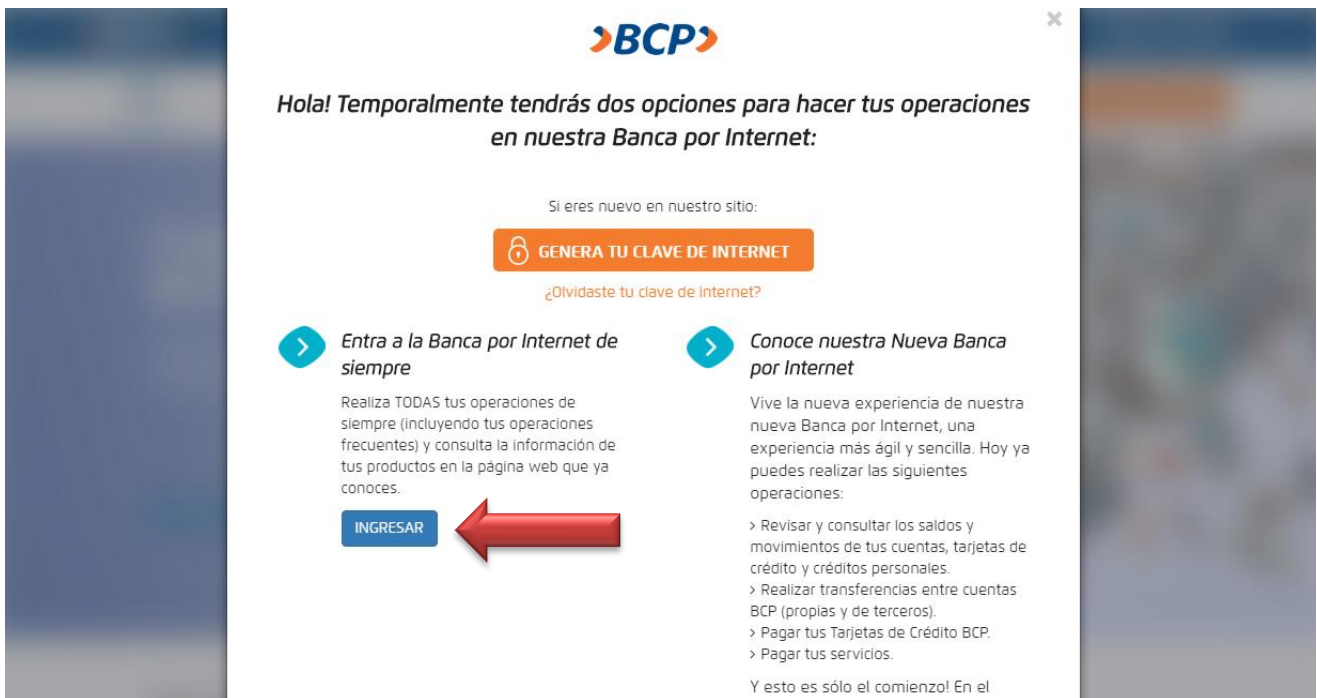 BCP
Hola! Temporalmente tendrás dos opciones para hacer tus operaciones
en nuestra Banca por Internet:
Si eres nuevo en nuestro sitio:
GENERA TU CLAVE DE INTERNET
¿Olvidaste tu clave de internet?
Entra a la Banca por Internet de
siempre
Realiza TODAS tus operaciones de
siempre (incluyendo tus operaciones
frecuentes) y consulta la información de
tus productos en la página web que ya
conoces.
INGRESAR
Conoce nuestra Nueva Banca
por Internet
Vive la nueva experiencia de nuestra
nueva Banca por Internet, una
experiencia más ágil y sencilla. Hoy ya
puedes realizar las siguientes
operaciones:
> Revisar y consultar los saldos y
movimientos de tus cuentas, tarjetas de
crédito y créditos personales.
> Realizar transferencias entre cuentas
BCP (propias y de terceros).
> Pagar tus Tarjetas de Crédito BCP.
> Pagar tus servicios.
Y esto es sólo el comienzo! En el